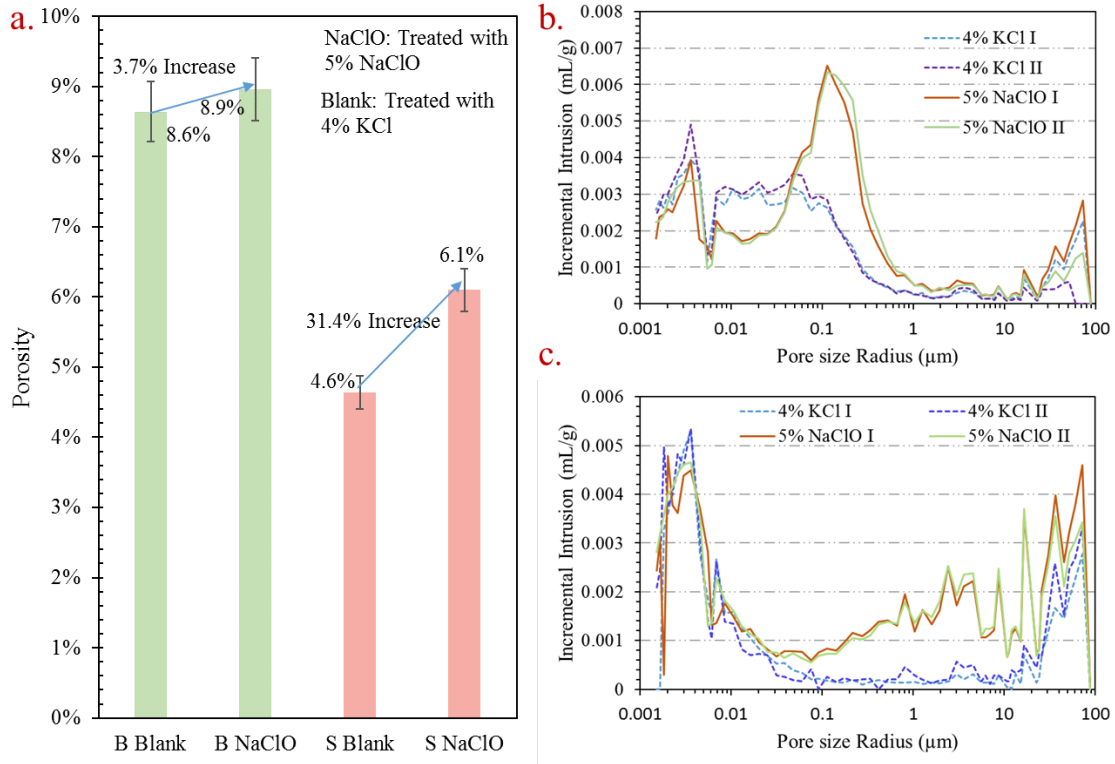 a.
10%
9%
8%
7%
6%
5%
4%
3%
2%
1%
0%
Porosity
NaClO: Treated with
5% NaClO
Blank: Treated with
4% KCl
3.7% Increase
8.6%
8.9%
31.4% Increase
4.6%
6.1%
B Blank
B NaClO
S Blank
S NaClO
b.
0.008
0.007
0.006
0.005
0.004
0.003
0.002
0.001
0
Incremental Intrusion (mL/g)
4% KCl I
4% KCl II
5% NaClO I
5% NaClO II
0.001
0.01
0.1
1
10
100
Pore size Radius (µm)
c.
0.006
0.005
0.004
0.003
0.002
0.001
0
Incremental Intrusion (mL/g)
4% KCl I
4% KCl II
5% NaClO I
5% NaClO II
0.001
0.01
0.1
1
10
100
Pore size Radius (µm)